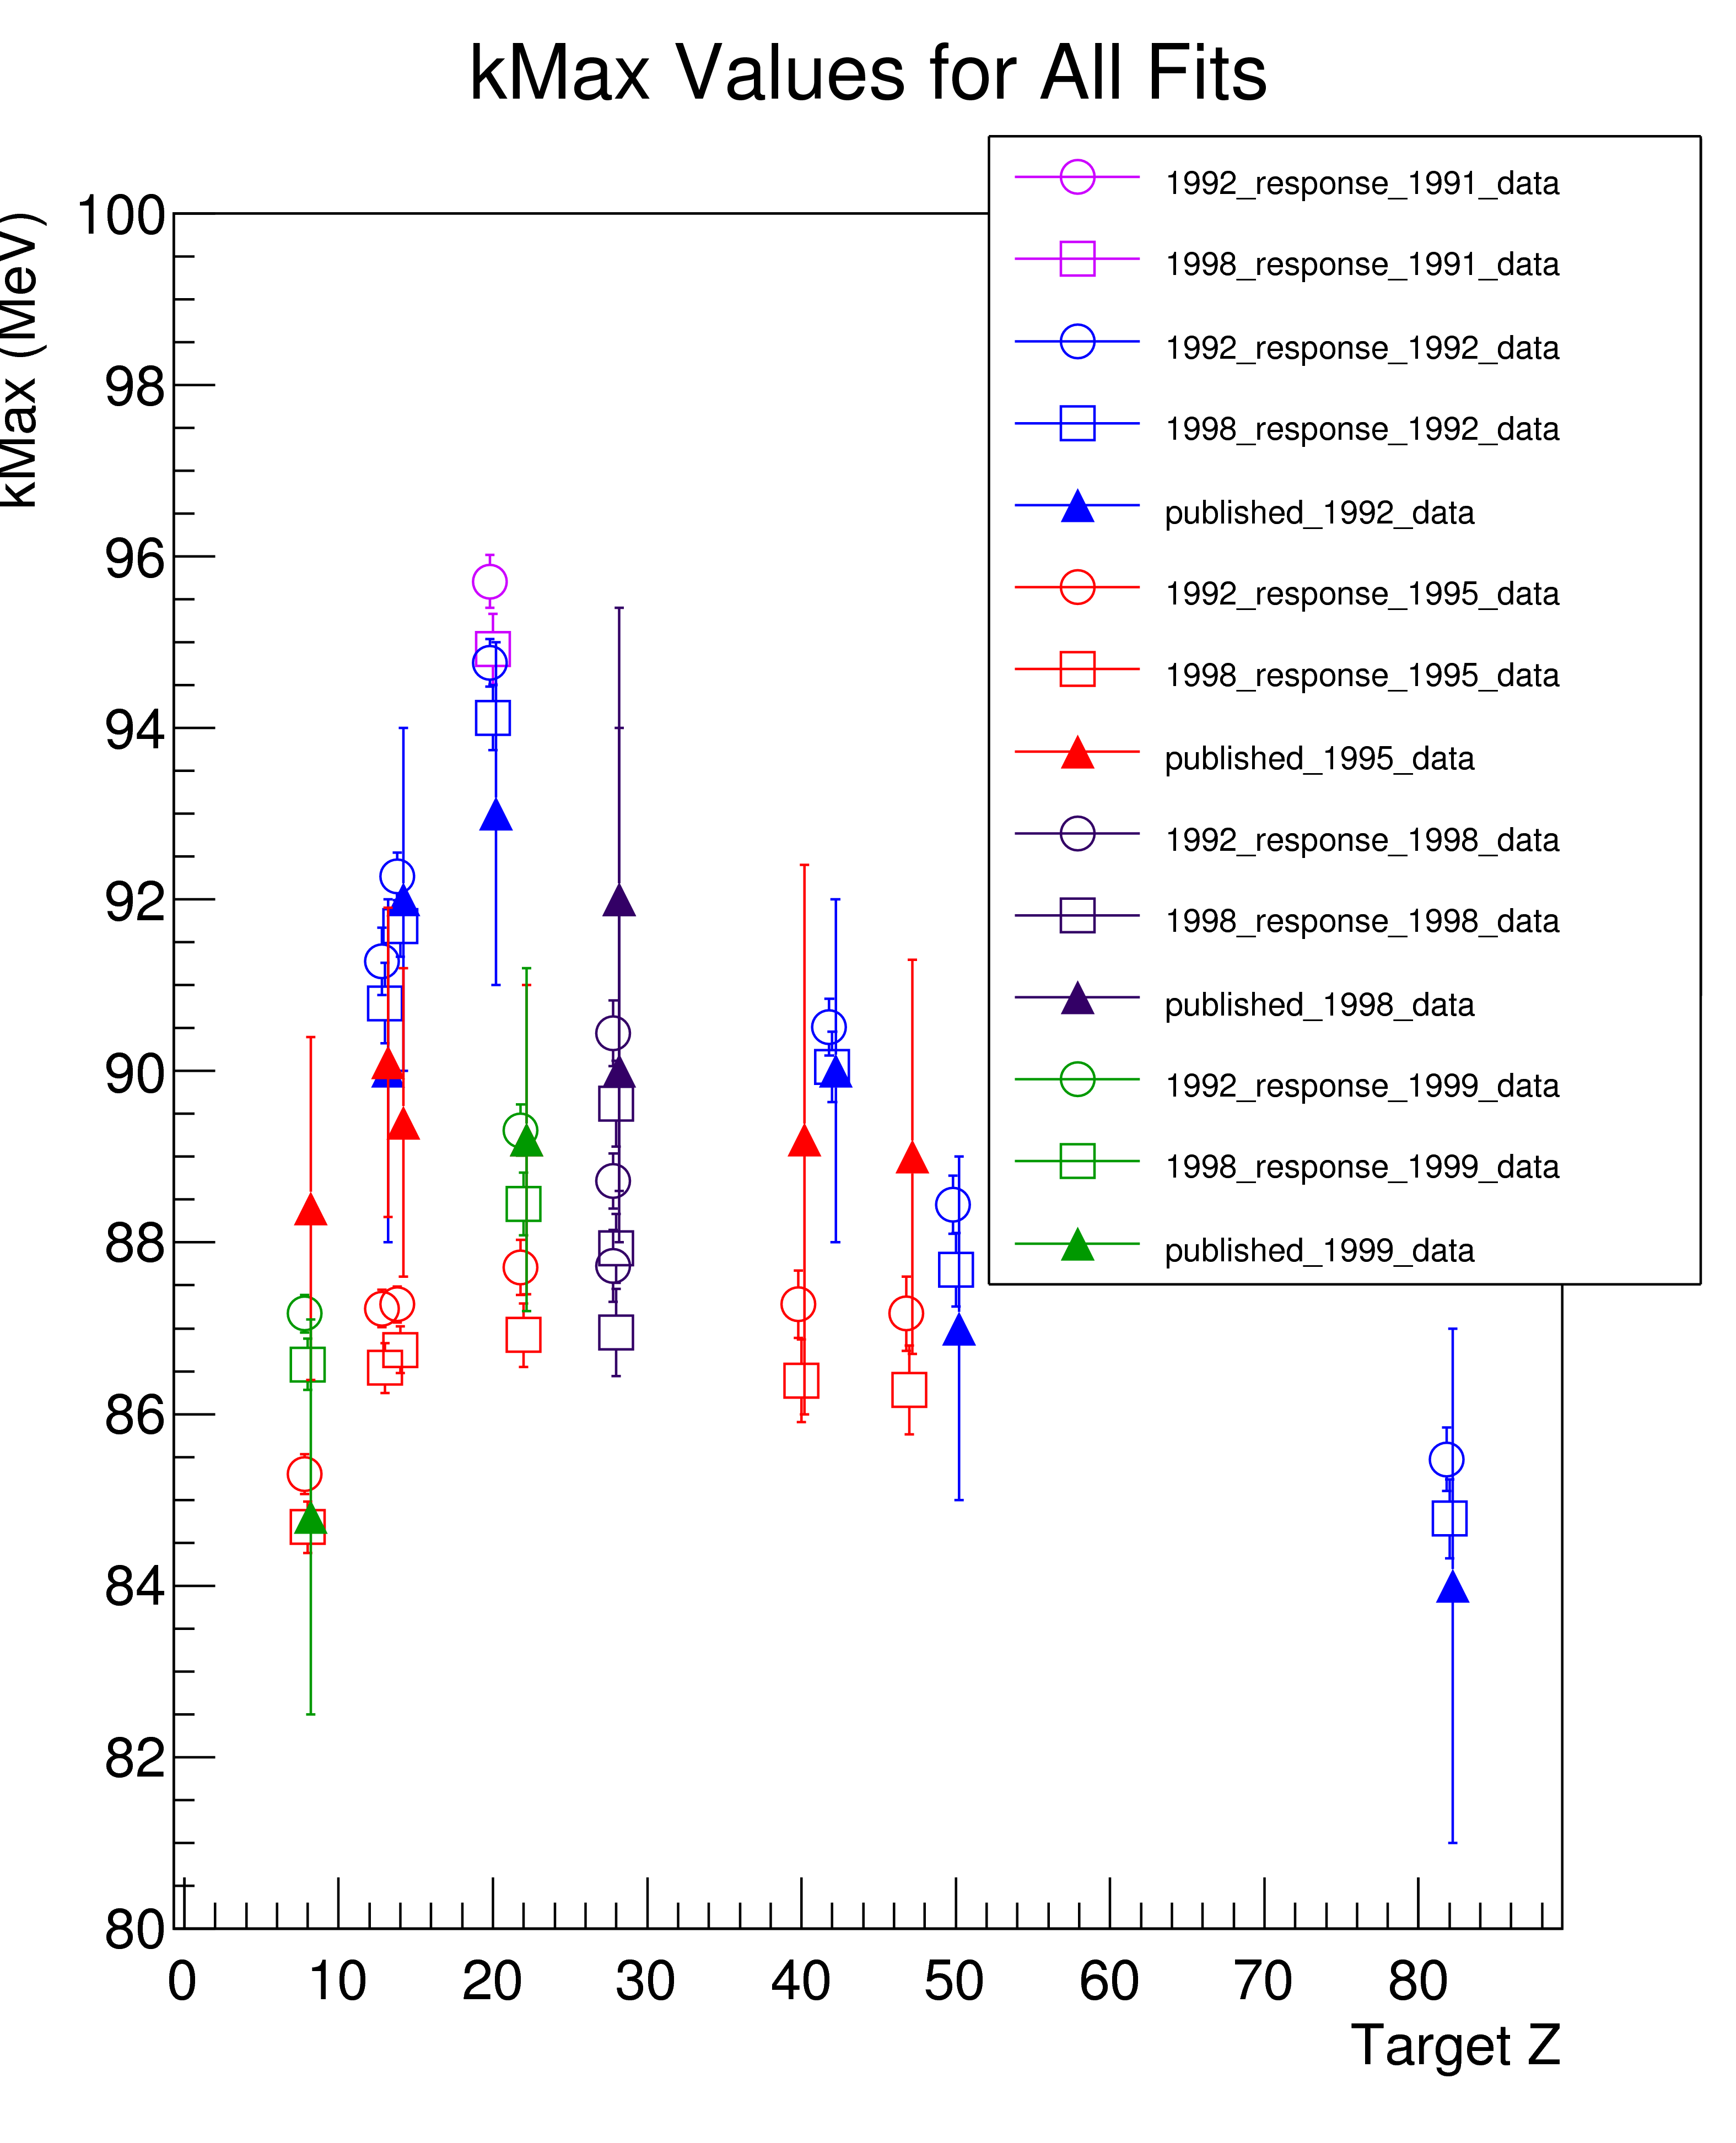 kMax Values for All Fits
kMax (MeV)
100
98
96
94
92
90
88
86
84
82
80
0 10 20 30 40 50 60 70 80
Target Z
1992_response_1991_data
1998_response_1991_data
1992_response_1992_data
1998_response_1992_data
published_1992_data
1992_response_1995_data
1998_response_1995_data
published_1995_data
1992_response_1998_data
1998_response_1998_data
published_1998_data
1992_response_1999_data
1998_response_1999_data
published_1999_data